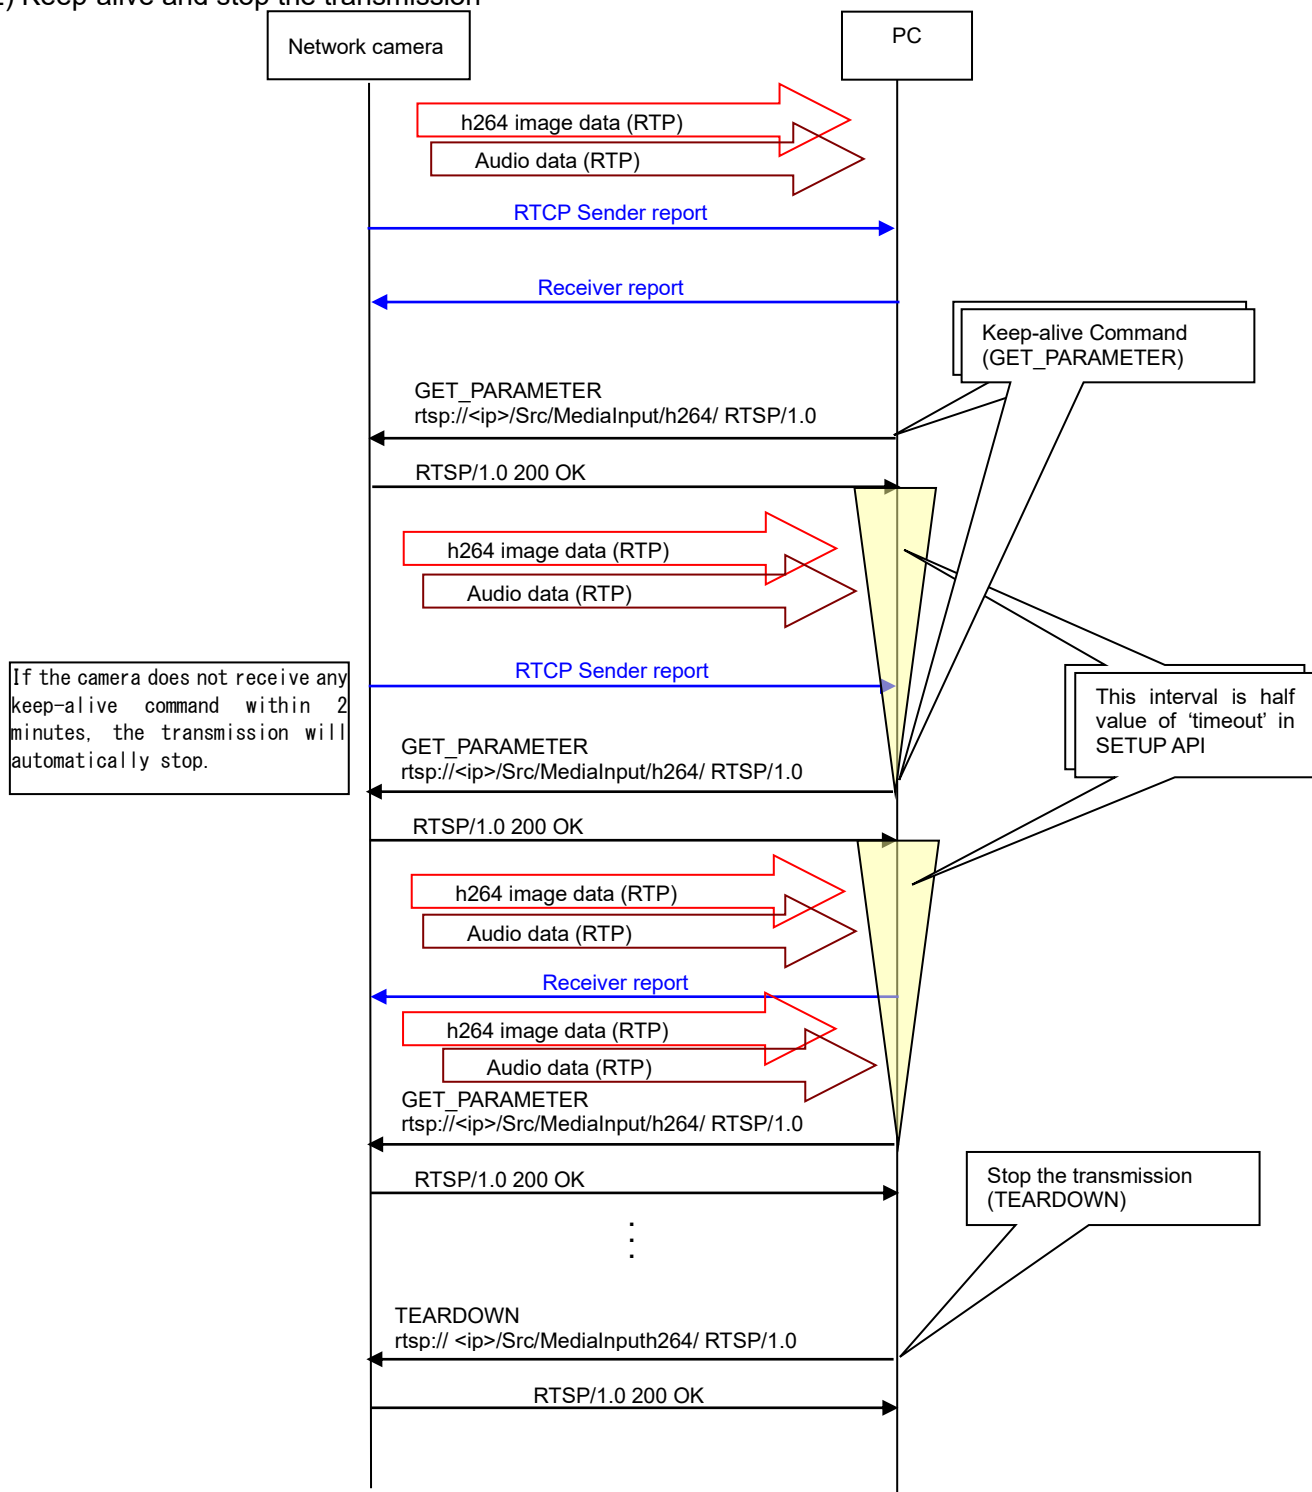 ) Keep-alive and stop the transmission
Network camera
PC
h264 image data (RTP)
Audio data (RTP)
RTCP Sender report
Receiver report
Keep-alive Command
(GET_PARAMETER)
GET_PARAMETER
rtsp://<ip>/Src/MediaInput/h264/ RTSP/1.0
RTSP/1.0 200 OK
h264 image data (RTP)
Audio data (RTP)
RTCP Sender report
If the camera does not receive any
keep-alive command within 2
minutes, the transmission will
automatically stop.
This interval is half
value of ‘timeout’ in
SETUP API
GET_PARAMETER
rtsp://<ip>/Src/MediaInput/h264/ RTSP/1.0
RTSP/1.0 200 OK
h264 image data (RTP)
Audio data (RTP)
Receiver report
h264 image data (RTP)
Audio data (RTP)
GET_PARAMETER
rtsp://<ip>/Src/MediaInput/h264/ RTSP/1.0
RTSP/1.0 200 OK
Stop the transmission
(TEARDOWN)
TEARDOWN
rtsp:// <ip>/Src/MediaInputh264/ RTSP/1.0
RTSP/1.0 200 OK